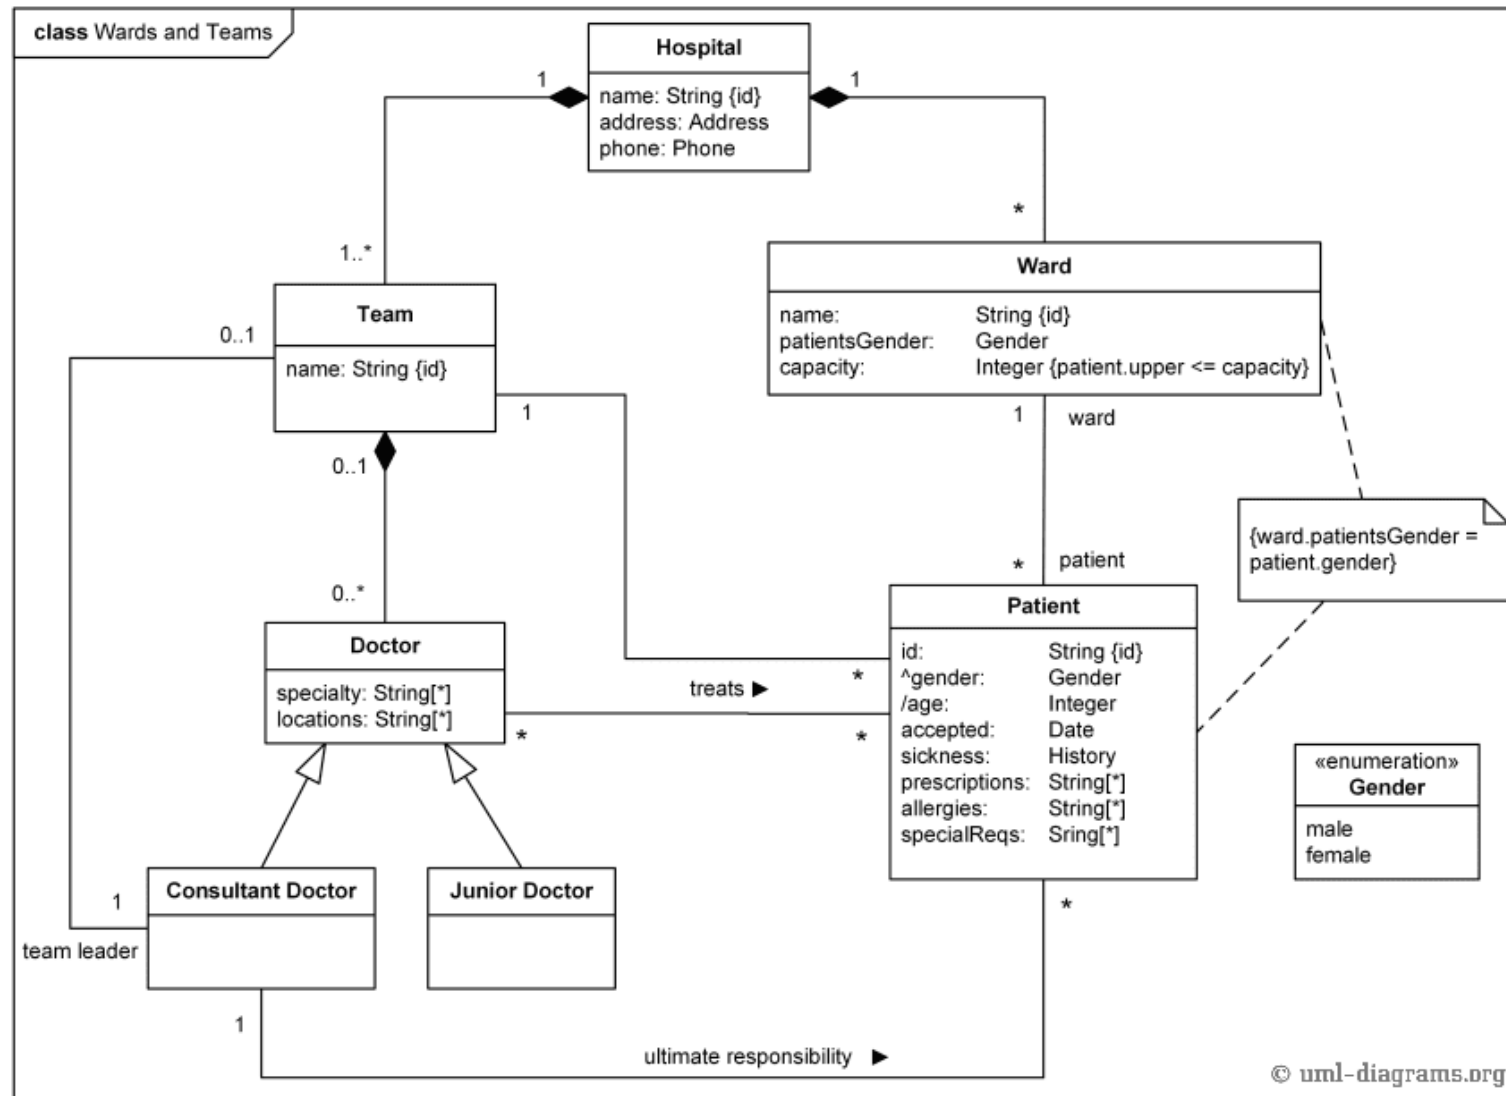 class Wards and Teams
Hospital
name: String {id}
address: Address
phone: Phone
1
1
1..*
*
Team
name: String {id}
0..1
1
0..1
0..*
Ward
name: String {id}
patientsGender: Gender
capacity: Integer {patient.upper <= capacity}
1
ward
*
patient
{ward.patientsGender =
patient.gender}
Doctor
specialty: String[*]
locations: String[*]
treats ►
*
*
*
Patient
id: String {id}
^gender: Gender
/age: Integer
accepted: Date
sickness: History
prescriptions: String[*]
allergies: String[*]
specialReqs: Sring[*]
«enumeration»
Gender
male
female
Consultant Doctor
Junior Doctor
1
team leader
1
*
ultimate responsibility ►
© uml-diagrams.org